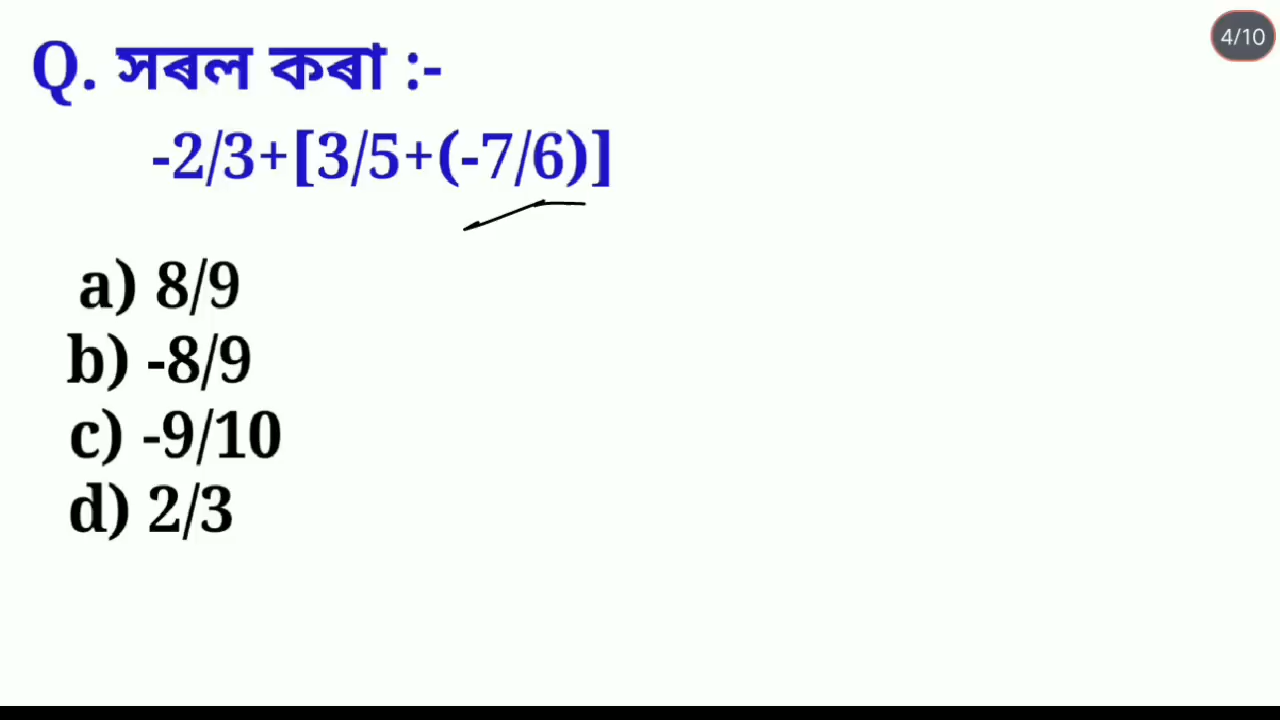 4/10
Q. সৰল কৰা :-
-2/3+[3/5+(-7/6)]
a) 8/9
b) -8/9
c) -9/10
d) 2/3